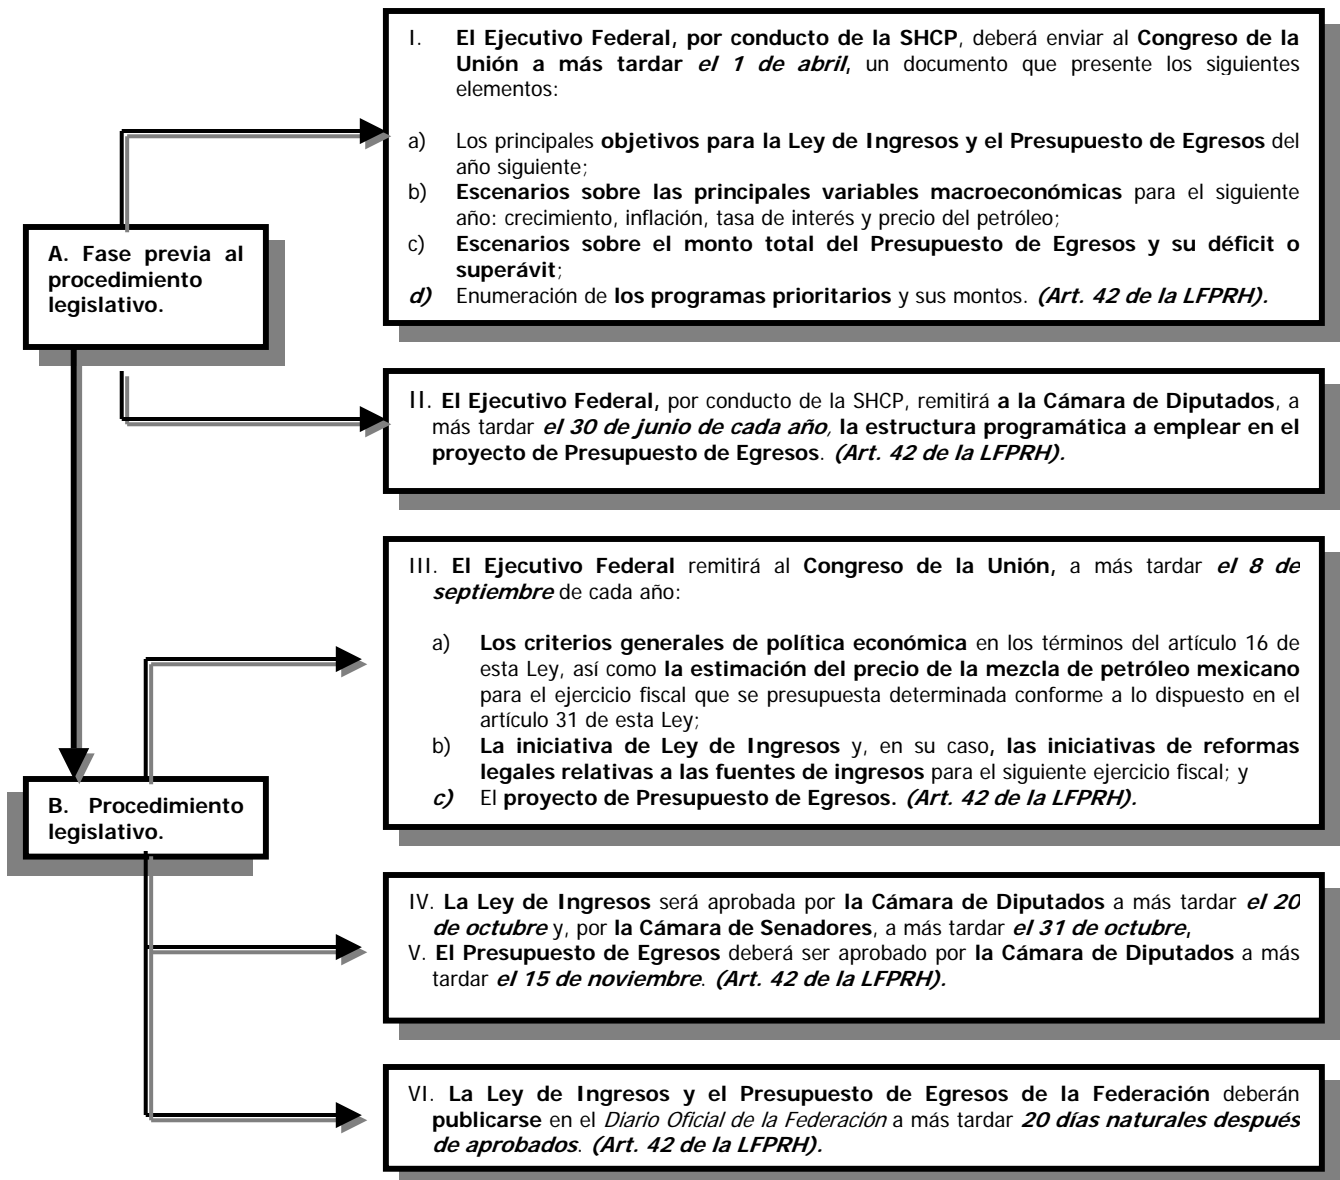 I. El Ejecutivo Federal, por conducto de la SHCP, deberá enviar al Congreso de la
Unión a más tardar el 1 de abril, un documento que presente los siguientes
elementos:
a) Los principales objetivos para la Ley de Ingresos y el Presupuesto de Egresos del
año siguiente;
b) Escenarios sobre las principales variables macroeconómicas para el siguiente
año: crecimiento, inflación, tasa de interés y precio del petróleo;
c) Escenarios sobre el monto total del Presupuesto de Egresos y su déficit o
superávit;
d) Enumeración de los programas prioritarios y sus montos. (Art. 42 de la LFPRH).
A. Fase previa al
procedimiento
legislativo.
II. El Ejecutivo Federal, por conducto de la SHCP, remitirá a la Cámara de Diputados, a
más tardar el 30 de junio de cada año, la estructura programática a emplear en el
proyecto de Presupuesto de Egresos. (Art. 42 de la LFPRH).
III. El Ejecutivo Federal remitirá al Congreso de la Unión, a más tardar el 8 de
septiembre de cada año:
a) Los criterios generales de política económica en los términos del artículo 16 de
esta Ley, así como la estimación del precio de la mezcla de petróleo mexicano
para el ejercicio fiscal que se presupuesta determinada conforme a lo dispuesto en el
artículo 31 de esta Ley;
b) La iniciativa de Ley de Ingresos y, en su caso, las iniciativas de reformas
legales relativas a las fuentes de ingresos para el siguiente ejercicio fiscal; y
c) El proyecto de Presupuesto de Egresos. (Art. 42 de la LFPRH).
B. Procedimiento
legislativo.
IV. La Ley de Ingresos será aprobada por la Cámara de Diputados a más tardar el 20
de octubre y, por la Cámara de Senadores, a más tardar el 31 de octubre,
V. El Presupuesto de Egresos deberá ser aprobado por la Cámara de Diputados a más
tardar el 15 de noviembre. (Art. 42 de la LFPRH).
VI. La Ley de Ingresos y el Presupuesto de Egresos de la Federación deberán
publicarse en el Diario Oficial de la Federación a más tardar 20 días naturales después
de aprobados. (Art. 42 de la LFPRH).